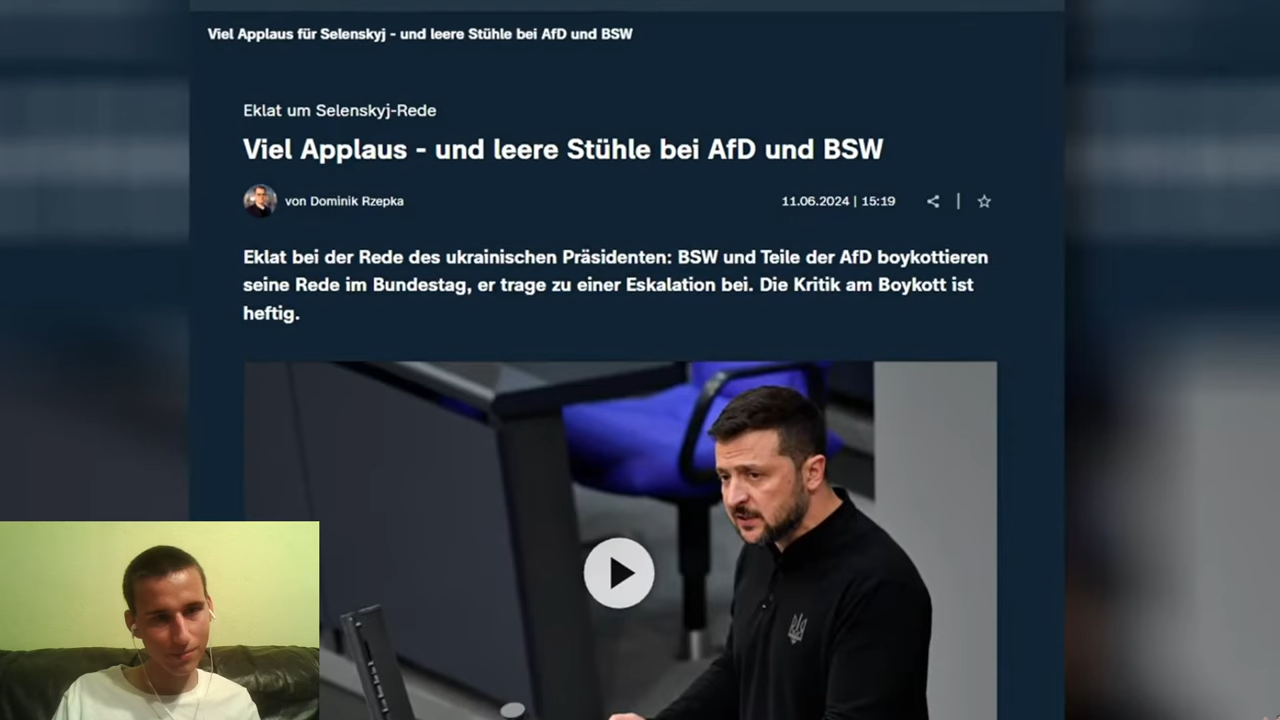 Viel Applaus für Selenskyj - und leere Stühle bei AfD und BSW
Eklat um Selenskyj-Rede
Viel Applaus - und leere Stühle bei AfD und BSW
von Dominik Rzepka
11.06.2024 | 15:19
Eklat bei der Rede des ukrainischen Präsidenten: BSW und Teile der AfD boykottieren
seine Rede im Bundestag, er trage zu einer Eskalation bei. Die Kritik am Boykott ist
heftig.